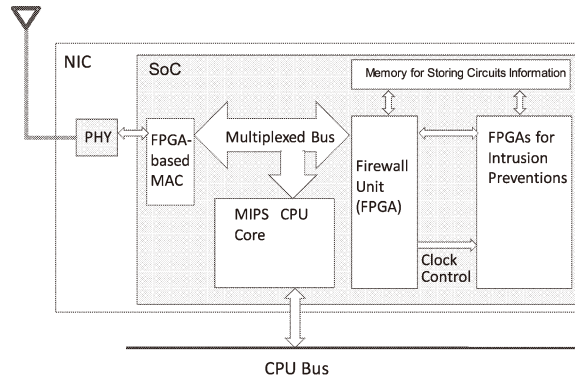 NIC
SoC
Memory for Storing Circuits Information
PHY
FPGA-
based
MAC
Multiplexed Bus
Firewall
Unit
(FPGA)
FPGAs for
Intrusion
Preventions
MIPS CPU
Core
Clock
Control
CPU Bus